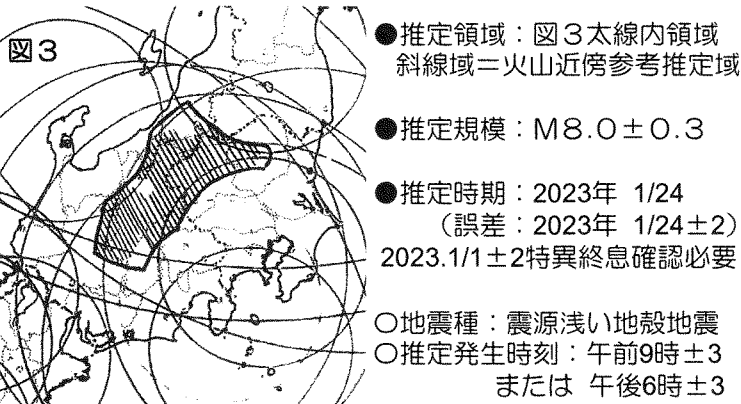 図3
●推定領域：図3太線内領域
斜線域＝火山近傍参考推定域
●推定規模：M8.0±0.3
●推定時期：2023年 1/24
（誤差：2023年 1/24±2）
2023.1/1±2特異終息確認必要
○地震種：震源浅い地殻地震
○推定発生時刻：午前9時±3
または 午後6時±3